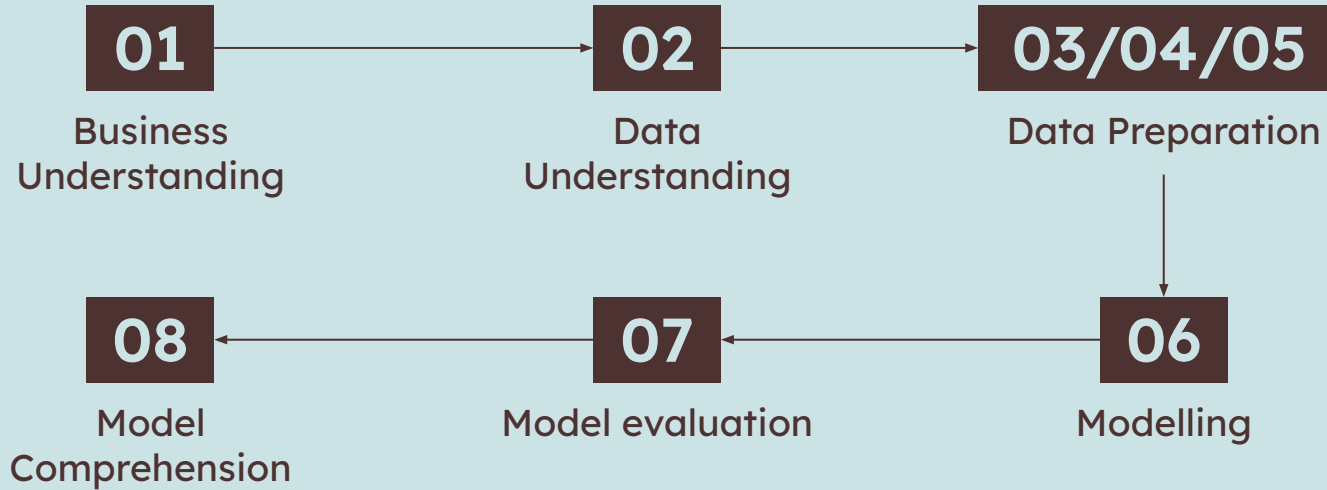 01
Business
Understanding
02
Data
Understanding
03/04/05
Data Preparation
06
Modelling
07
Model evaluation
08
Model
Comprehension